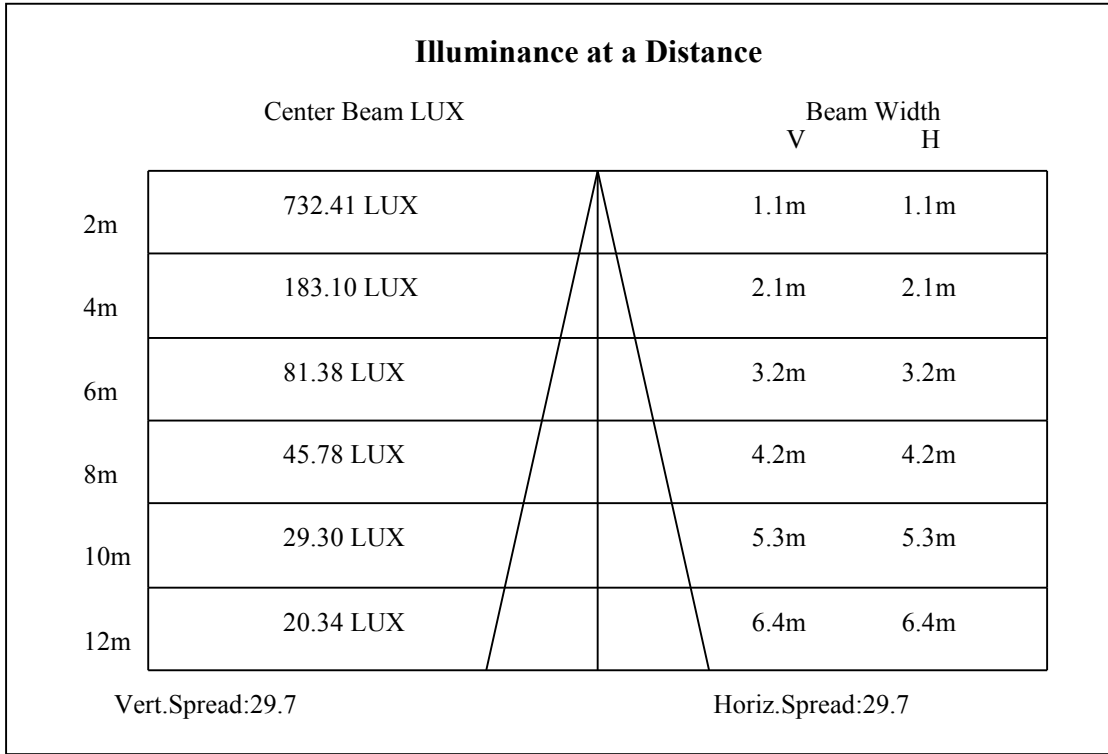 Illuminance at a Distance
Center Beam LUX Beam Width
V H
2m 732.41 LUX 1.1m 1.1m
4m 183.10 LUX 2.1m 2.1m
6m 81.38 LUX 3.2m 3.2m
8m 45.78 LUX 4.2m 4.2m
10m 29.30 LUX 5.3m 5.3m
12m 20.34 LUX 6.4m 6.4m
Vert.Spread:29.7 Horiz.Spread:29.7